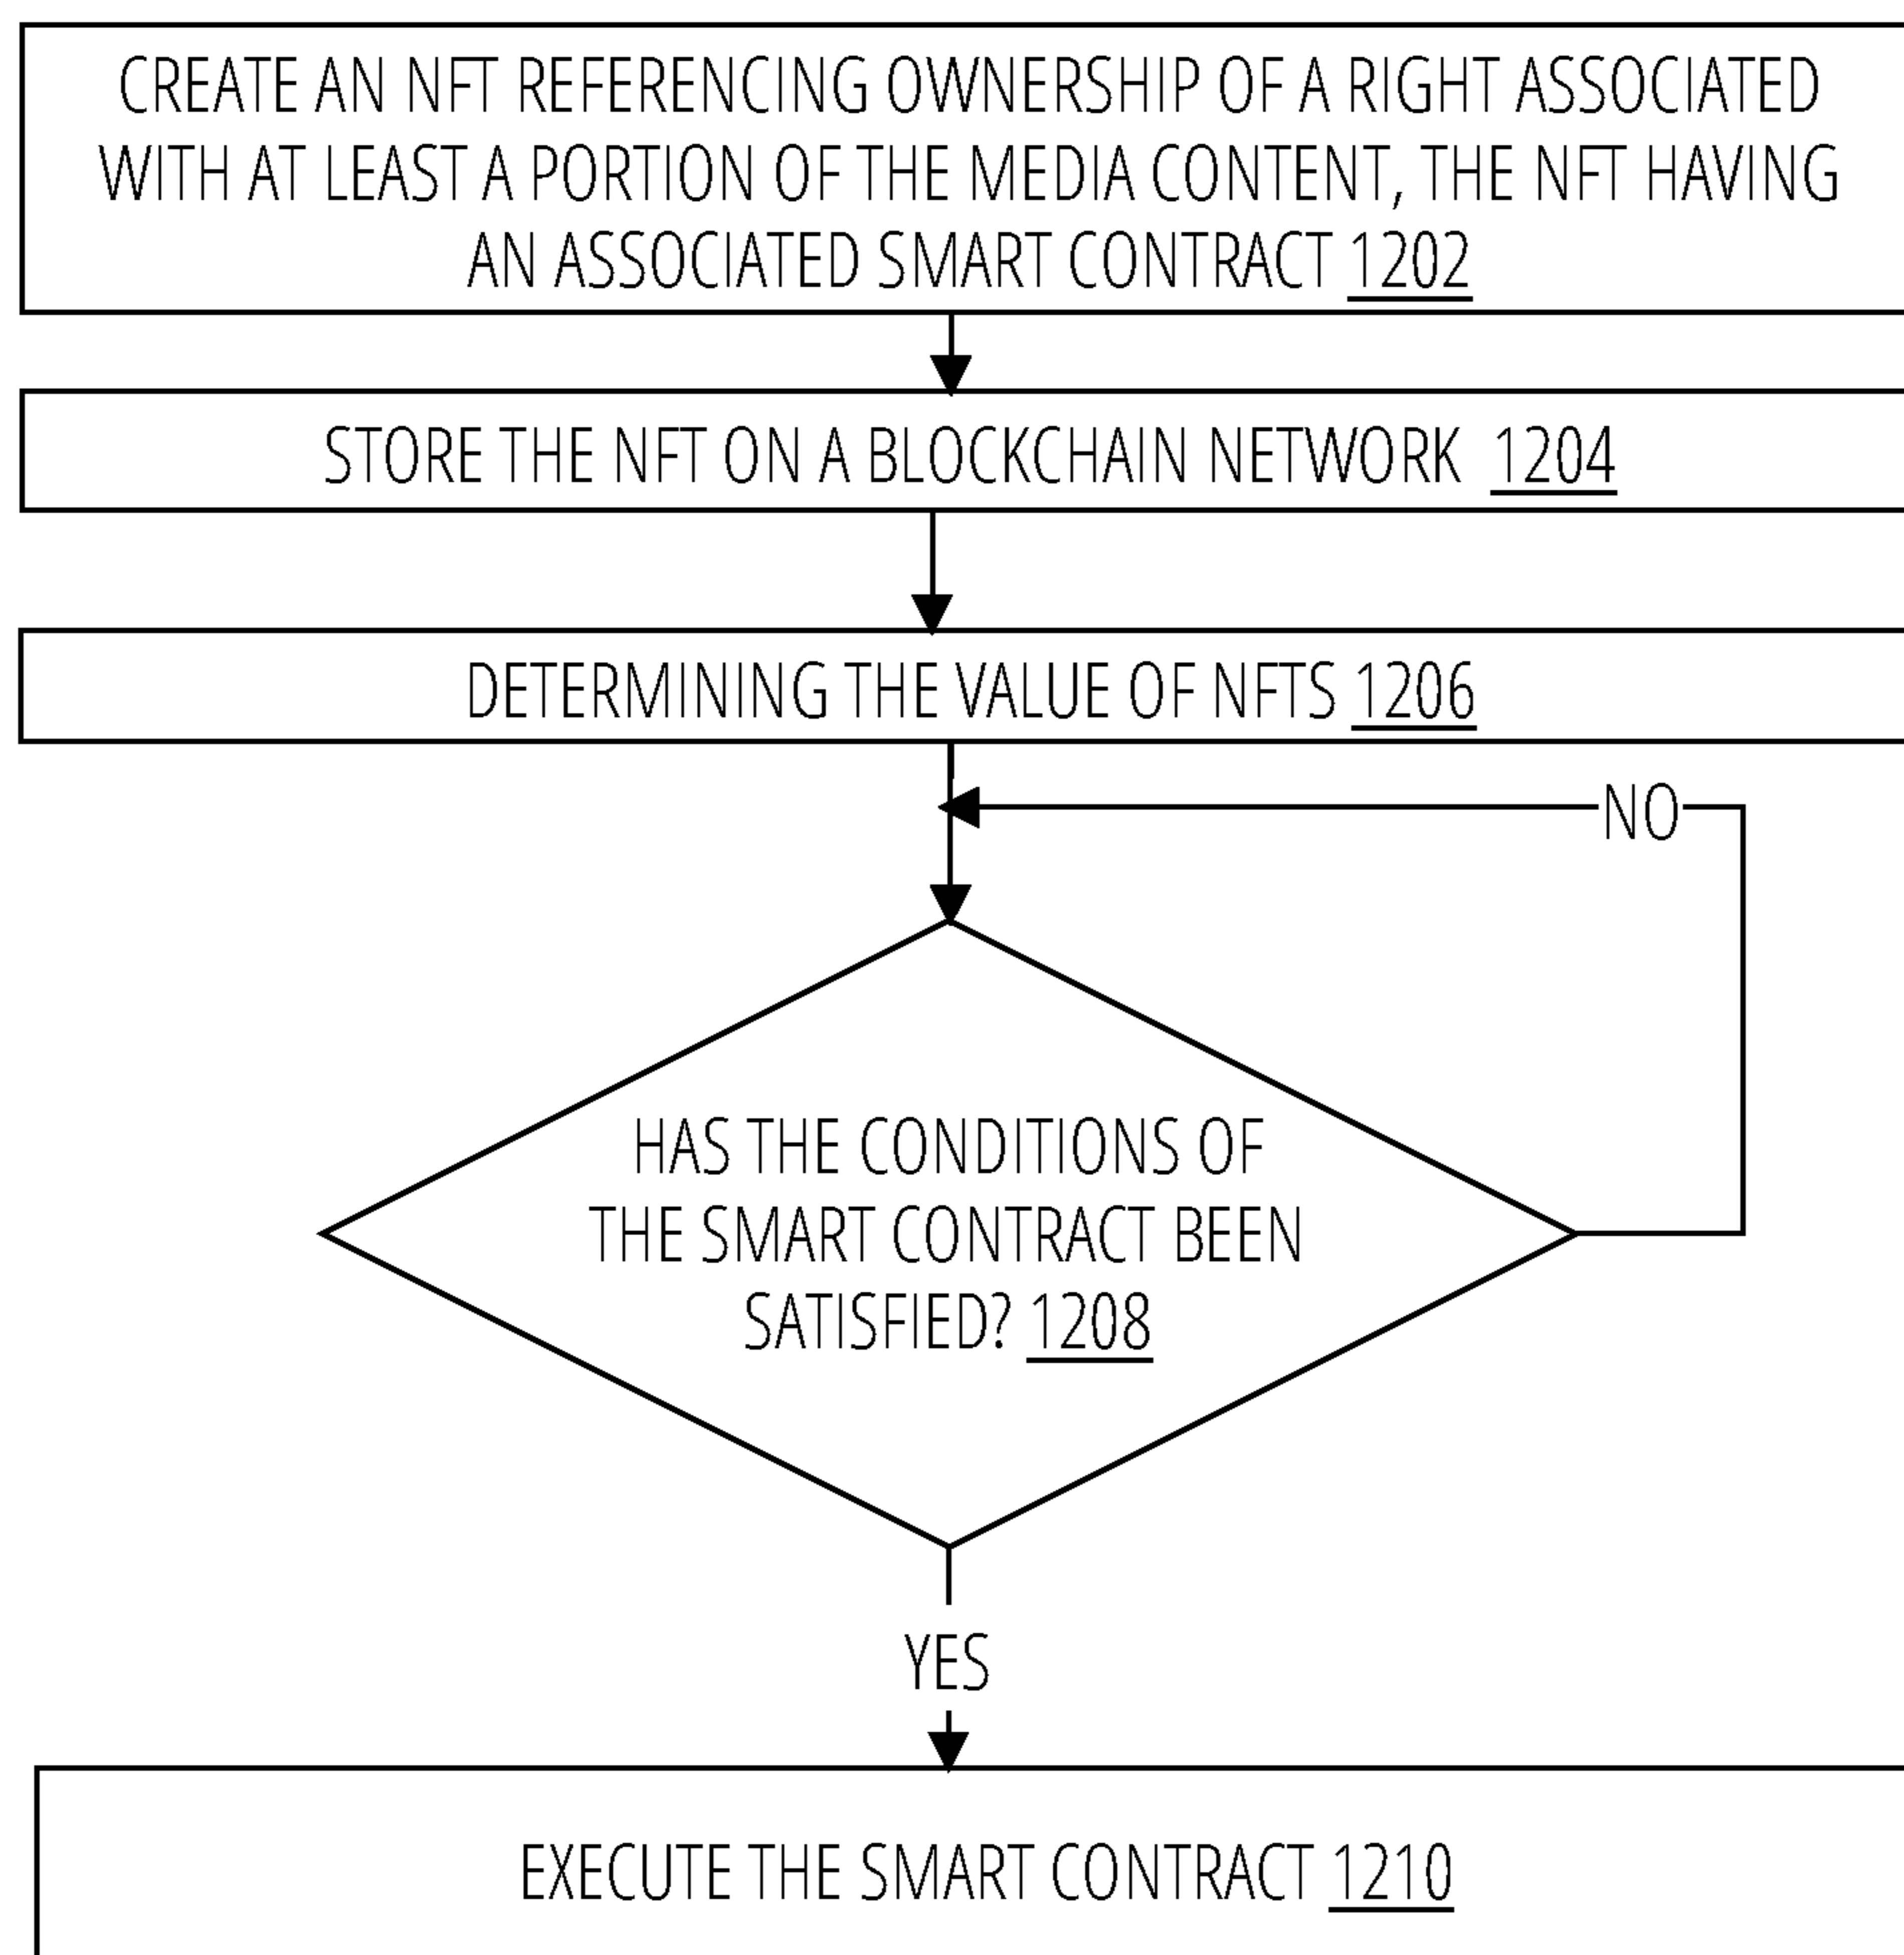 CREATE AN NFT REFERENCING OWNERSHIP OF A RIGHT ASSOCIATED
WITH AT LEAST A PORTION OF THE MEDIA CONTENT, THE NFT HAVING
AN ASSOCIATED SMART CONTRACT 1202
STORE THE NFT ON A BLOCKCHAIN NETWORK 1204
DETERMINING THE VALUE OF NFTS 1206
NO
HAS THE CONDITIONS OF
THE SMART CONTRACT BEEN
SATISFIED? 1208
YES
EXECUTE THE SMART CONTRACT 1210